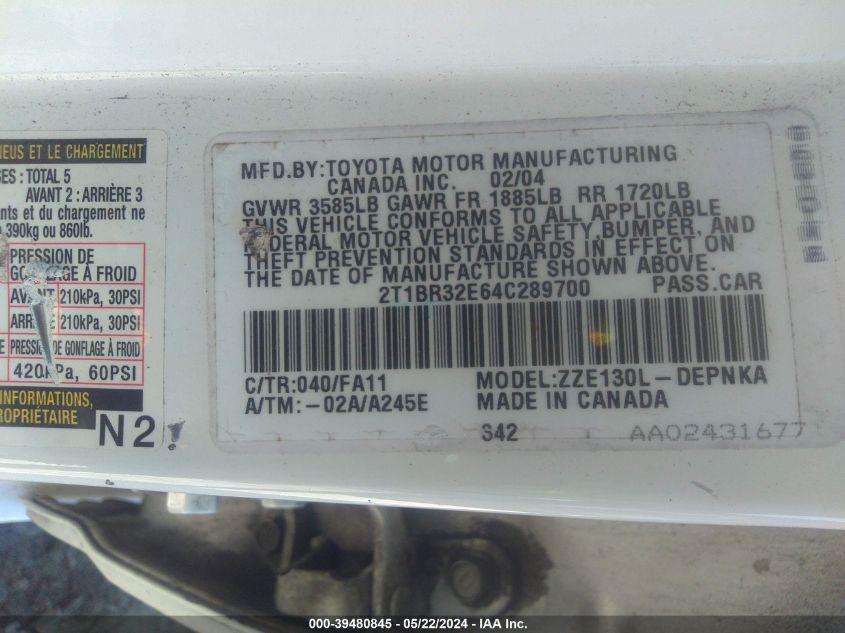 NEUS ET LE CHARGEMENT
GES : TOTAL 5
AVANT 2 : ARRIÈRE 3
ants et du chargement ne
390kg ou 860lb.
PRESSION DE
GONFLAGE À FROID
AVANT 210kPa, 30PSI
ARRIÈRE 210kPa, 30PSI
PRESSION DE GONFLAGE À FROID
420kPa, 60PSI
D'INFORMATIONS,
PROPRIÉTAIRE
N2
MFD.BY:TOYOTA MOTOR MANUFACTURING
CANADA INC. 02/04
GVWR 3585LB GAWR FR 1885LB RR 1720LB
THIS VEHICLE CONFORMS TO ALL APPLICABLE
FEDERAL MOTOR VEHICLE SAFETY, BUMPER, AND
THEFT PREVENTION STANDARDS IN EFFECT ON
THE DATE OF MANUFACTURE SHOWN ABOVE.
2T1BR32E64C289700 PASS.CAR
C/TR:040/FA11 MODEL:ZZE130L-DEPNKA
A/TM:-02A/A245E MADE IN CANADA
S42 AA02431677
000-39480845 - 05/22/2024 - IAA Inc.